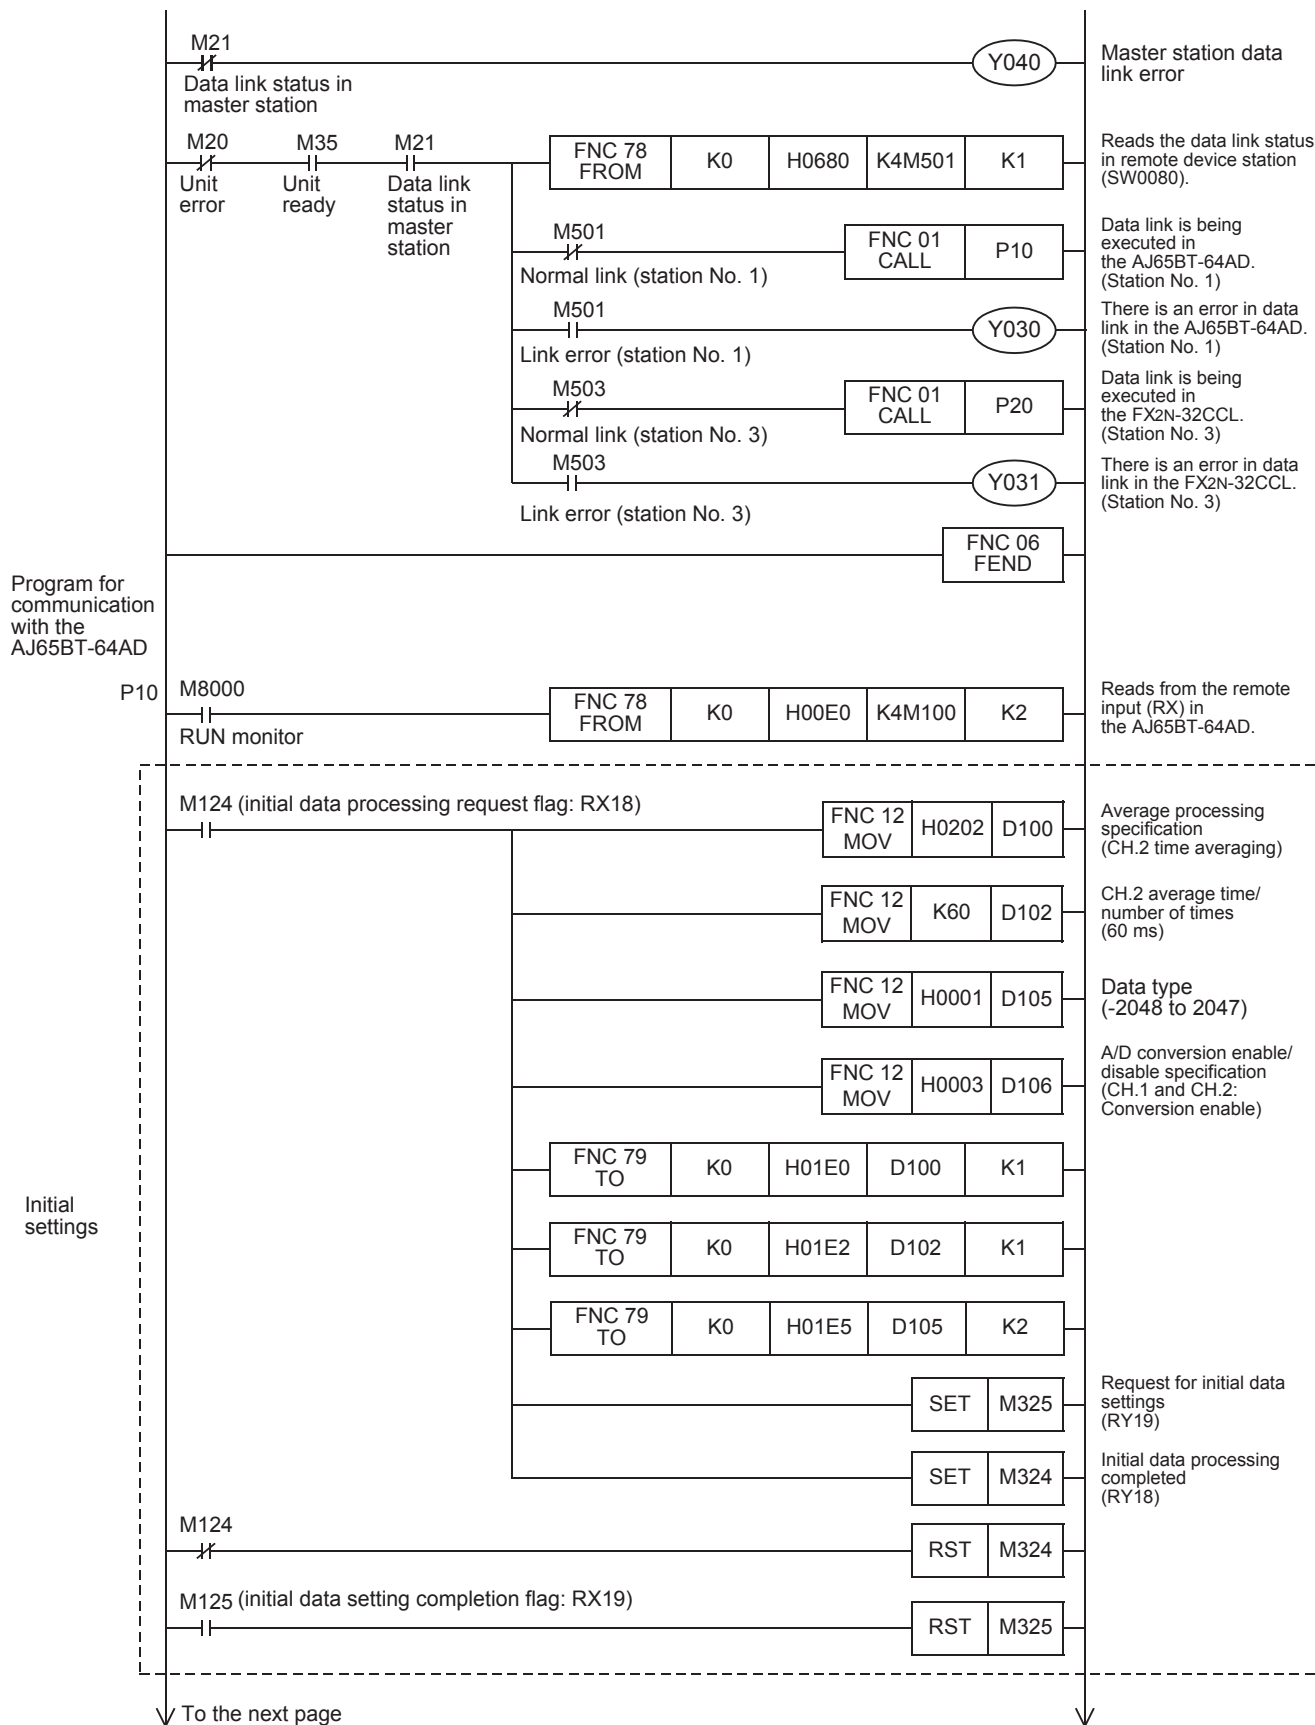 M21
Data link status in
master station
Y040
Master station data
link error
M20
Unit
error
M35
Unit
ready
M21
Data link
status in
master
station
FNC 78
FROM
K0
H0680
K4M501
K1
Reads the data link status
in remote device station
(SW0080).
M501
Normal link (station No. 1)
FNC 01
CALL
P10
Data link is being
executed in
the AJ65BT-64AD.
(Station No. 1)
M501
Link error (station No. 1)
Y030
There is an error in data
link in the AJ65BT-64AD.
(Station No. 1)
M503
Normal link (station No. 3)
FNC 01
CALL
P20
Data link is being
executed in
the FX2N-32CCL.
(Station No. 3)
M503
Link error (station No. 3)
Y031
There is an error in data
link in the FX2N-32CCL.
(Station No. 3)
FNC 06
FEND
Program for
communication
with the
AJ65BT-64AD
P10
M8000
RUN monitor
FNC 78
FROM
K0
H00E0
K4M100
K2
Reads from the remote
input (RX) in
the AJ65BT-64AD.
Initial
settings
M124 (initial data processing request flag: RX18)
FNC 12
MOV
H0202
D100
Average processing
specification
(CH.2 time averaging)
FNC 12
MOV
K60
D102
CH.2 average time/
number of times
(60 ms)
FNC 12
MOV
H0001
D105
Data type
(-2048 to 2047)
FNC 12
MOV
H0003
D106
A/D conversion enable/
disable specification
(CH.1 and CH.2:
Conversion enable)
FNC 79
TO
K0
H01E0
D100
K1
FNC 79
TO
K0
H01E2
D102
K1
FNC 79
TO
K0
H01E5
D105
K2
SET
M325
Request for initial data
settings
(RY19)
SET
M324
Initial data processing
completed
(RY18)
M124
RST
M324
M125 (initial data setting completion flag: RX19)
RST
M325
To the next page